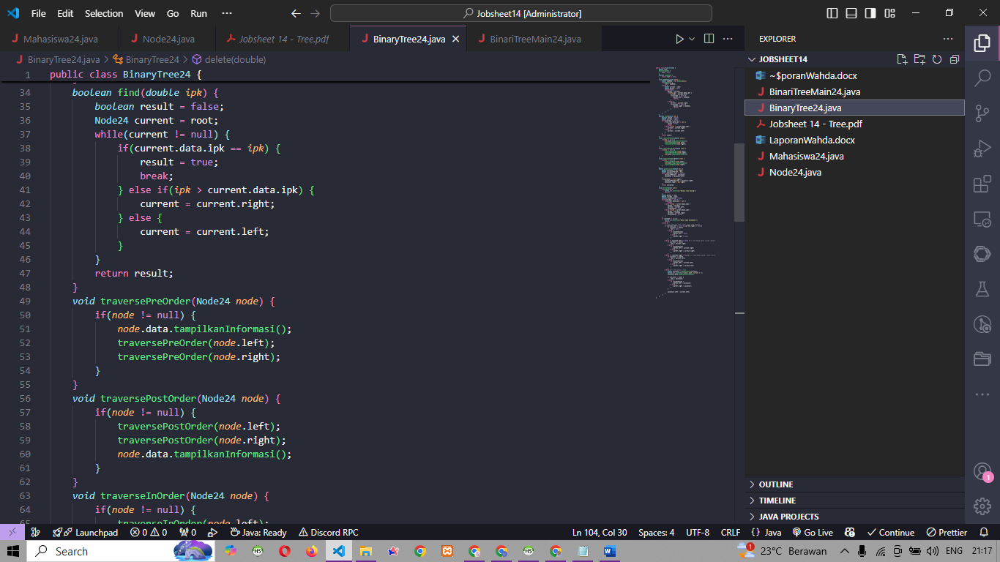 File Edit Selection View Go Run ··· Jobsheet14 [Administrator]
Mahasiswa24.java Node24.java Jobsheet 14 - Tree.pdf BinaryTree24.java BinariTreeMain24.java
BinaryTree24.java > BinaryTree24 > delete(double)
1 public class BinaryTree24 {
34 boolean find(double ipk) {
35 boolean result = false;
36 Node24 current = root;
37 while(current != null) {
38 if(current.data.ipk == ipk) {
39 result = true;
40 break;
41 } else if(ipk > current.data.ipk) {
42 current = current.right;
43 } else {
44 current = current.left;
45 }
46 }
47 return result;
48 }
49 void traversePreOrder(Node24 node) {
50 if(node != null) {
51 node.data.tampilkanInformasi();
52 traversePreOrder(node.left);
53 traversePreOrder(node.right);
54 }
55 }
56 void traversePostOrder(Node24 node) {
57 if(node != null) {
58 traversePostOrder(node.left);
59 traversePostOrder(node.right);
60 node.data.tampilkanInformasi();
61 }
62 }
63 void traverseInOrder(Node24 node) {
64 if(node != null) {
65 traverseInOrder(node.left);
EXPLORER
JOBSHEET14
~$poranWahda.docx
BinariTreeMain24.java
BinaryTree24.java
Jobsheet 14 - Tree.pdf
LaporanWahda.docx
Mahasiswa24.java
Node24.java
OUTLINE
TIMELINE
JAVA PROJECTS
1
Launchpad 0 0 0 Java: Ready Discord RPC Ln 104, Col 30 Spaces: 4 UTF-8 CRLF {} Java Go Live Continue Prettier
Search 1 23°C Berawan ENG 21:17